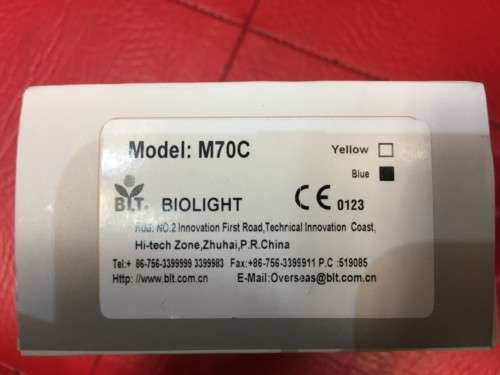 Model: M70C
Yellow
Blue
BLT. BIOLIGHT CE 0123
Add: NO.2 Innovation First Road,Technical Innovation Coast,
Hi-tech Zone,Zhuhai,P.R.China
Tel:+ 86-756-3399999 3399983 Fax:+86-756-3399911 P.C :519085
Http: //www.blt.com.cn E-Mail:Overseas@blt.com.cn